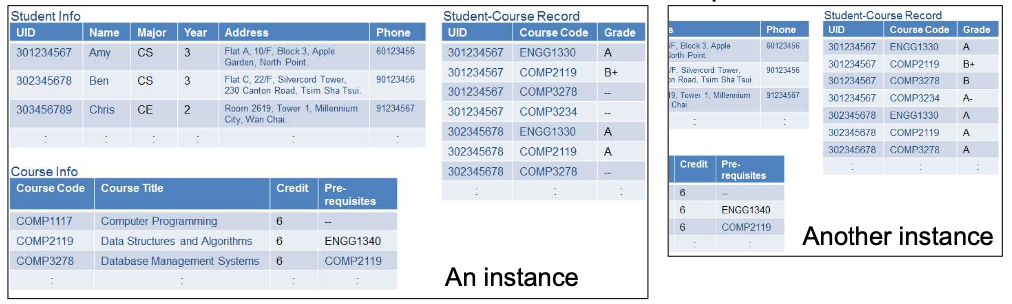 Student Info
UID Name Major Year Address Phone
301234567 Amy CS 3 Flat A, 10/F, Block 3, Apple Garden, North Point. 60123456
302345678 Ben CS 3 Flat C, 22/F, Silvercord Tower, 230 Canton Road, Tsim Sha Tsui. 90123456
303456789 Chris CE 2 Room 2619, Tower 1, Millennium City, Wan Chai. 91234567
: : : : : :
Course Info
Course Code Course Title Credit Pre-requisites
COMP1117 Computer Programming 6 --
COMP2119 Data Structures and Algorithms 6 ENGG1340
COMP3278 Database Management Systems 6 COMP2119
: : : :
Student-Course Record
UID Course Code Grade
301234567 ENGG1330 A
301234567 COMP2119 B+
301234567 COMP3278 --
301234567 COMP3234 --
302345678 ENGG1330 A
302345678 COMP2119 A
302345678 COMP3278 --
: : :
An instance
s Phone
/F, Block 3, Apple North Point. 60123456
/F, Silvercord Tower, on Road, Tsim Sha Tsui. 90123456
19, Tower 1, Millennium Chai. 91234567
: :
Credit Pre-requisites
6 --
6 ENGG1340
6 COMP2119
: :
Student-Course Record
UID Course Code Grade
301234567 ENGG1330 A
301234567 COMP2119 B+
301234567 COMP3278 B
301234567 COMP3234 A-
302345678 ENGG1330 A
302345678 COMP2119 A
302345678 COMP3278 A
: : :
Another instance